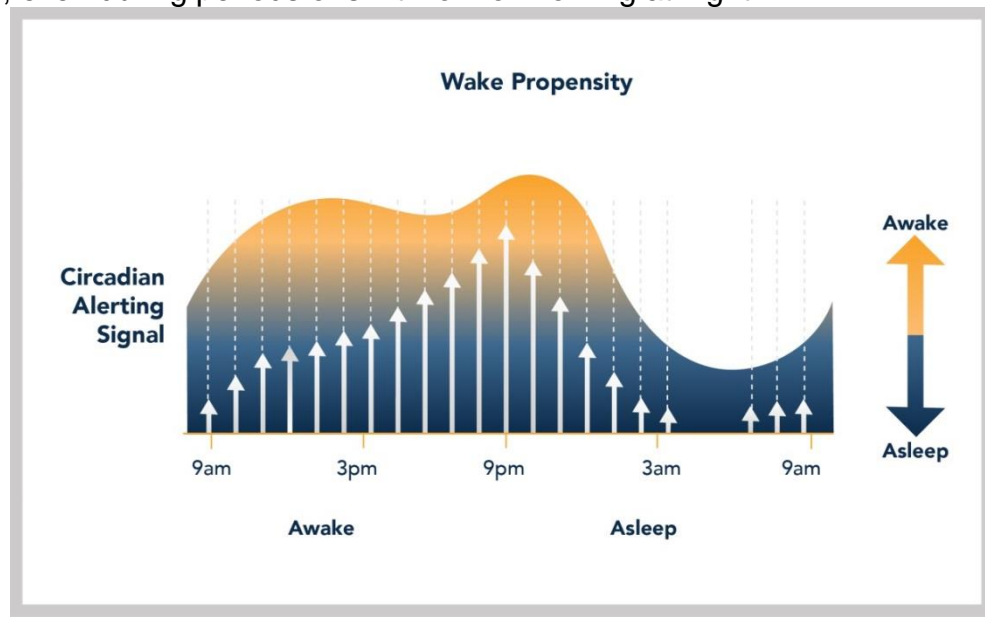 Wake Propensity
Circadian
Alerting
Signal
Awake
Asleep
9am 3pm 9pm 3am 9am
Awake Asleep